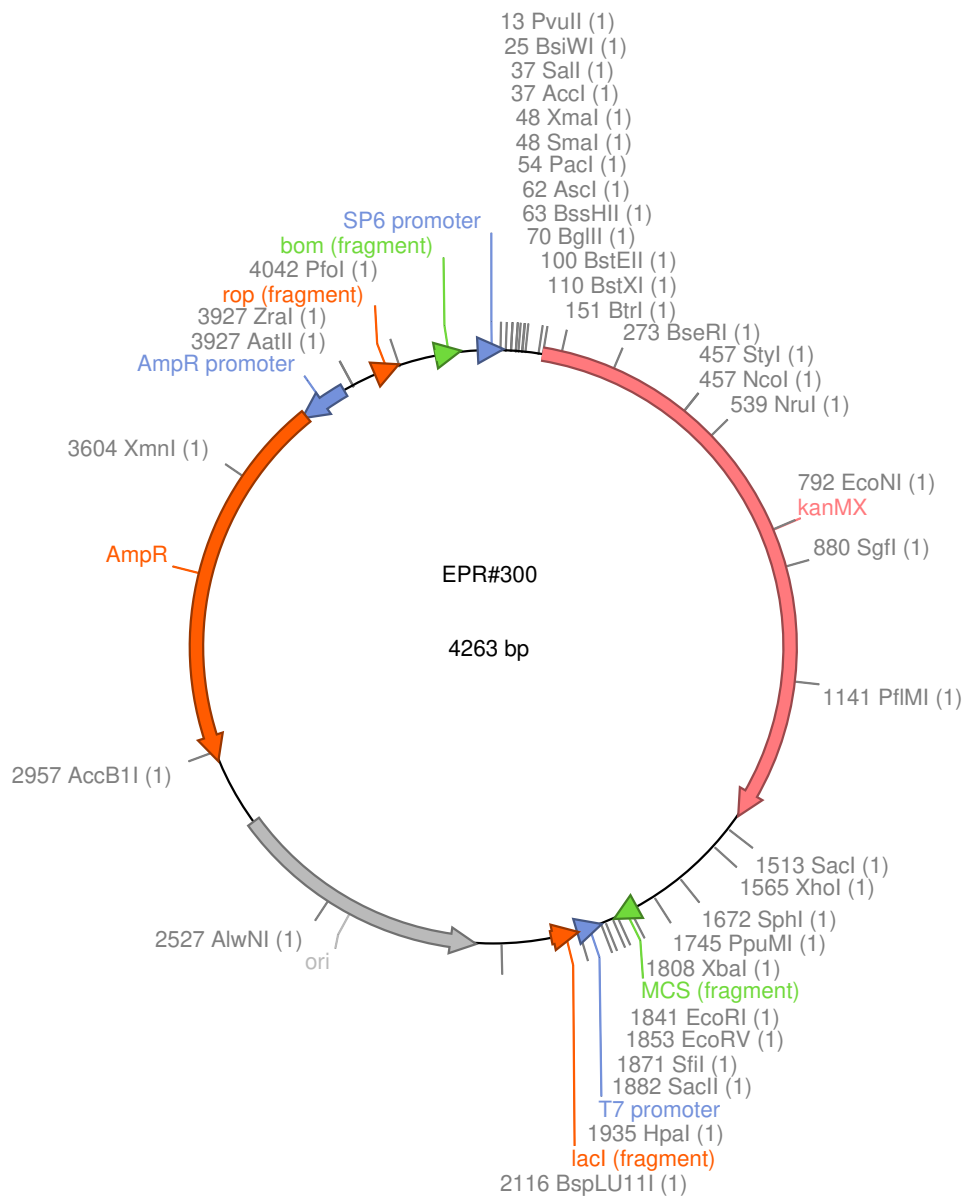 13 PvuII (1)
25 BsiWI (1)
37 SalI (1)
37 AccI (1)
48 XmaI (1)
48 SmaI (1)
54 PacI (1)
62 AscI (1)
63 BssHII (1)
70 BglII (1)
100 BstEII (1)
110 BstXI (1)
151 BtrI (1)
273 BseRI (1)
457 StyI (1)
457 NcoI (1)
539 NruI (1)
792 EcoNI (1)
kanMX
880 SgfI (1)
1141 PflMI (1)
1513 SacI (1)
1565 XhoI (1)
1672 SphI (1)
1745 PpuMI (1)
1808 XbaI (1)
MCS (fragment)
1841 EcoRI (1)
1853 EcoRV (1)
1871 SfiI (1)
1882 SacII (1)
T7 promoter
1935 HpaI (1)
lacI (fragment)
2116 BspLU11I (1)
ori
2527 AlwNI (1)
2957 AccB1I (1)
AmpR
3604 XmnI (1)
AmpR promoter
3927 AatII (1)
3927 ZraI (1)
rop (fragment)
4042 PfoI (1)
bom (fragment)
SP6 promoter
EPR#300
4263 bp